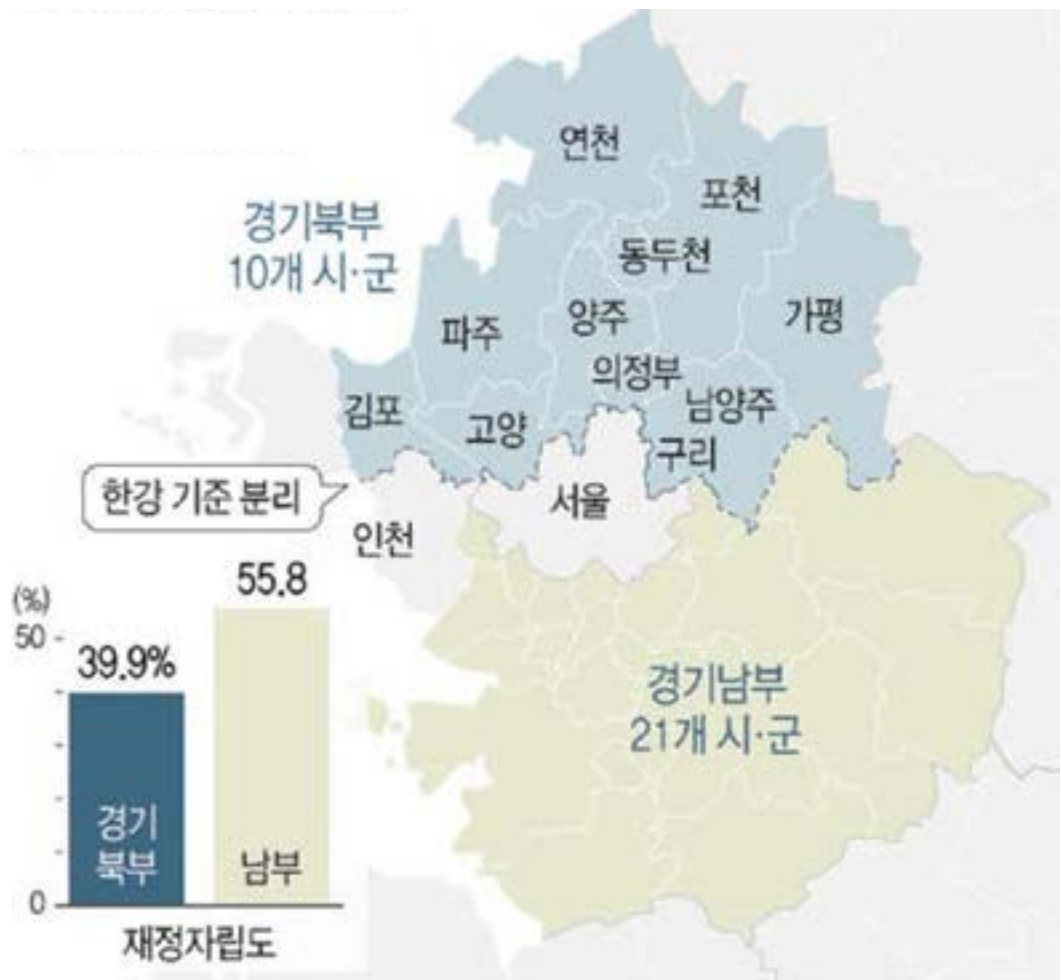 연천
포천
경기북부
10개 시·군
동두천
양주
가평
파주
의정부
남양주
김포
고양
구리
한강 기준 분리
서울
인천
(%)
55.8
50
39.9%
경기남부
21개 시·군
경기
북부
남부
0
재정자립도